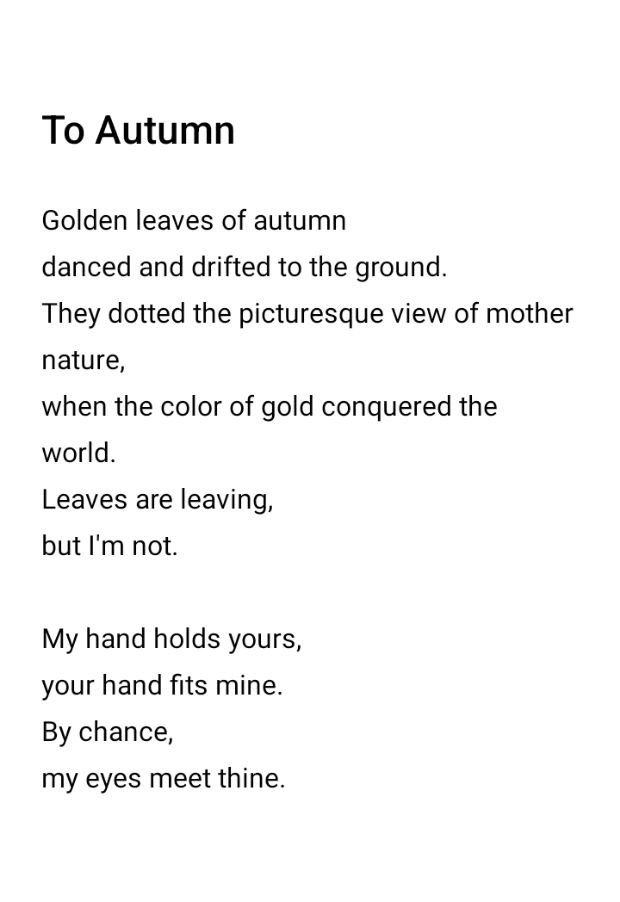 To Autumn
Golden leaves of autumn
danced and drifted to the ground.
They dotted the picturesque view of mother
nature,
when the color of gold conquered the
world.
Leaves are leaving,
but I'm not.
My hand holds yours,
your hand fits mine.
By chance,
my eyes meet thine.